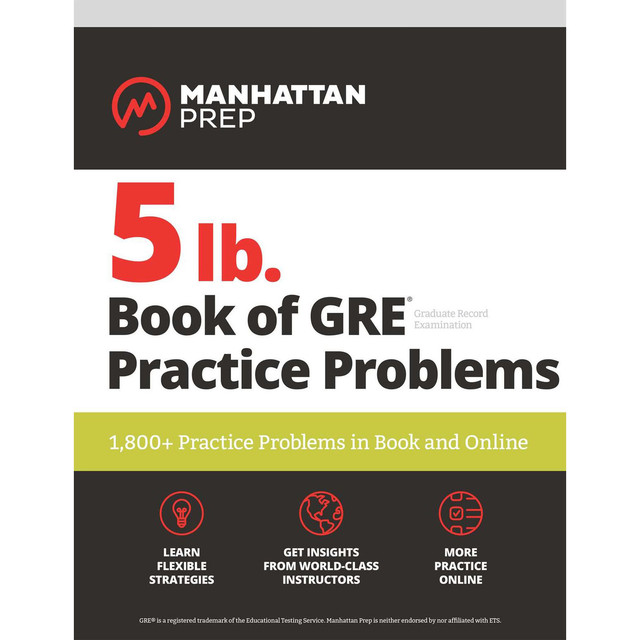 MANHATTAN
PREP
5 lb.
Book of GRE®
Graduate Record
Examination
Practice Problems
1,800+ Practice Problems in Book and Online
LEARN
FLEXIBLE
STRATEGIES
GET INSIGHTS
FROM WORLD-CLASS
INSTRUCTORS
MORE
PRACTICE
ONLINE
GRE® is a registered trademark of the Educational Testing Service. Manhattan Prep is neither endorsed by nor affiliated with ETS.